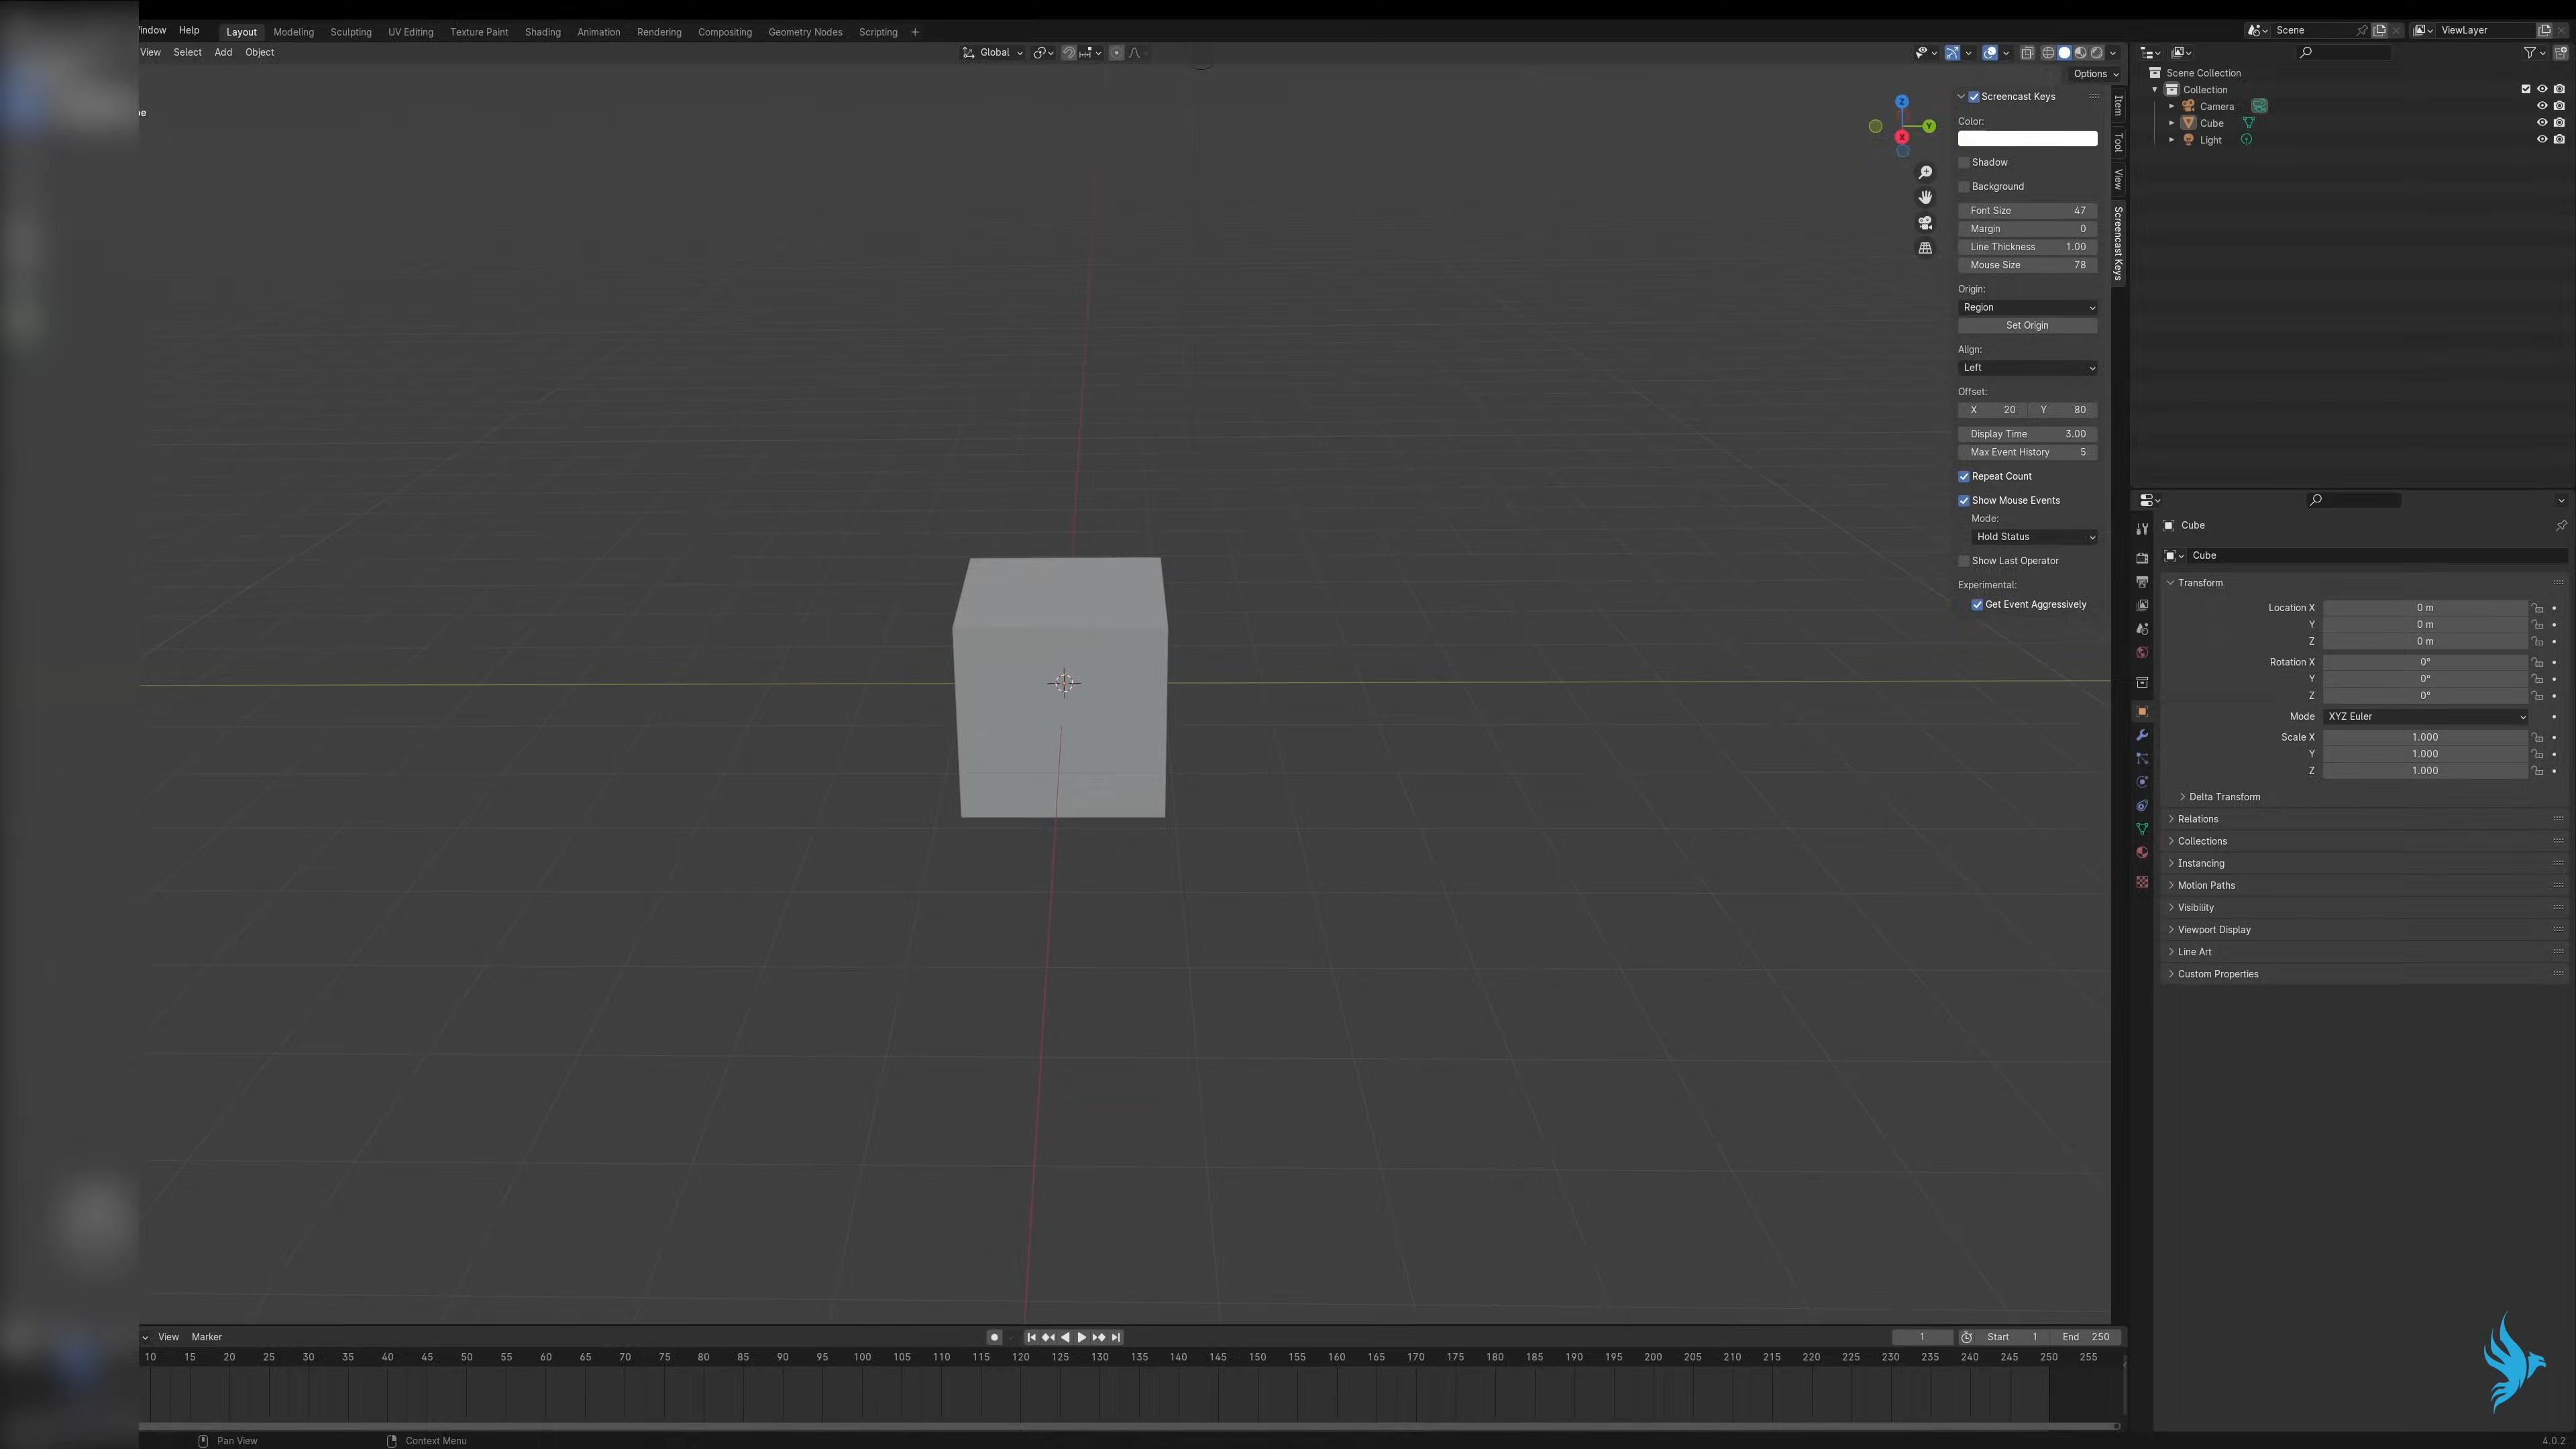 Help Layout Modeling Sculpting UV Editing Texture Paint Shading Animation Rendering Compositing Geometry Nodes Scripting + Scene ViewLayer
View Select Add Object Global
Options
Screencast Keys
Color:
Shadow
Background
Font Size 47
Margin 0
Line Thickness 1.00
Mouse Size 78
Origin:
Region
Set Origin
Align:
Left
Offset:
X 20 Y 80
Display Time 3.00
Max Event History 5
Repeat Count
Show Mouse Events
Mode:
Hold Status
Show Last Operator
Experimental:
Get Event Aggressively
Z
Y
X
Item
Tool
View
Screencast Keys
Scene Collection
Collection
Camera
Cube
Light
Cube
Cube
Transform
Location X 0 m
Y 0 m
Z 0 m
Rotation X 0°
Y 0°
Z 0°
Mode XYZ Euler
Scale X 1.000
Y 1.000
Z 1.000
Delta Transform
Relations
Collections
Instancing
Motion Paths
Visibility
Viewport Display
Line Art
Custom Properties
View Marker 1 Start 1 End 250
10 15 20 25 30 35 40 45 50 55 60 65 70 75 80 85 90 95 100 105 110 115 120 125 130 135 140 145 150 155 160 165 170 175 180 185 190 195 200 205 210 215 220 225 230 235 240 245 250 255
Pan View Context Menu 4.0.2